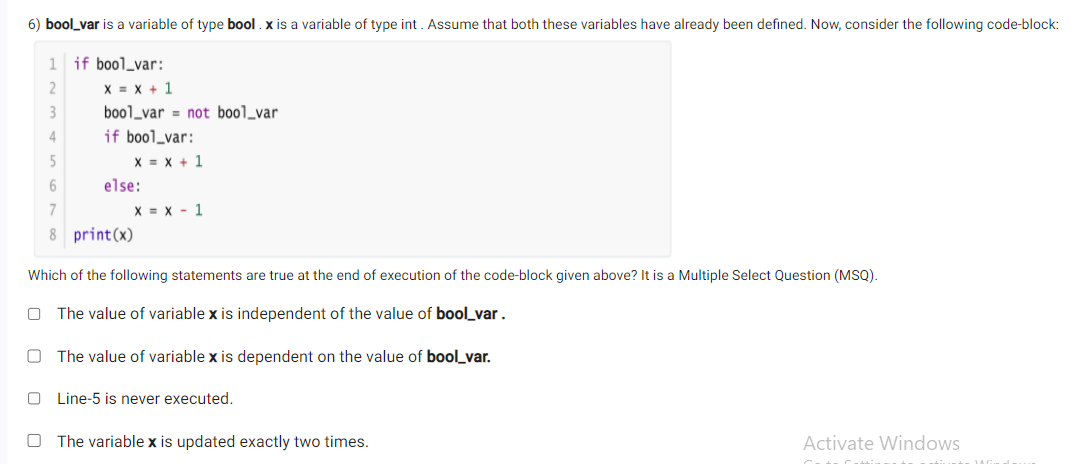 6) bool_var is a variable of type bool . x is a variable of type int . Assume that both these variables have already been defined. Now, consider the following code-block:
1 if bool_var:
2 x = x + 1
3 bool_var = not bool_var
4 if bool_var:
5 x = x + 1
6 else:
7 x = x - 1
8 print(x)
Which of the following statements are true at the end of execution of the code-block given above? It is a Multiple Select Question (MSQ).
The value of variable x is independent of the value of bool_var .
The value of variable x is dependent on the value of bool_var.
Line-5 is never executed.
The variable x is updated exactly two times.
Activate Windows